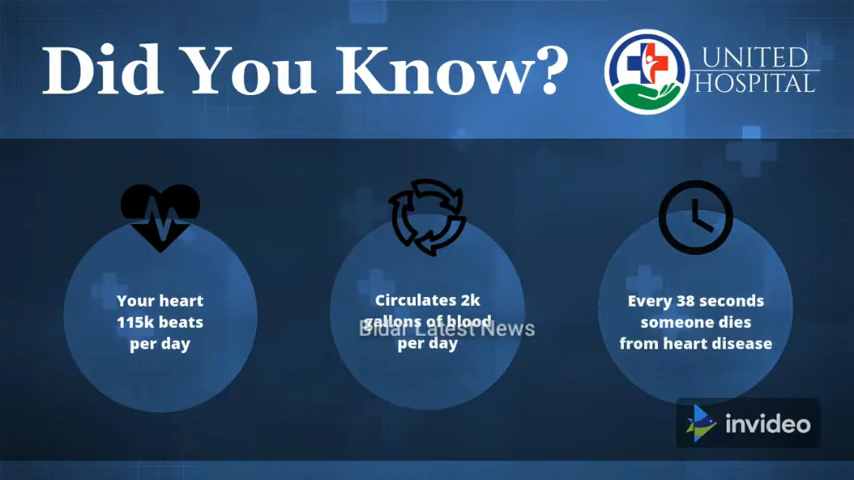 Did You Know?
UNITED
HOSPITAL
Your heart
115k beats
per day
Circulates 2k
gallons of blood
per day
Bidar Latest News
Every 38 seconds
someone dies
from heart disease
invideo